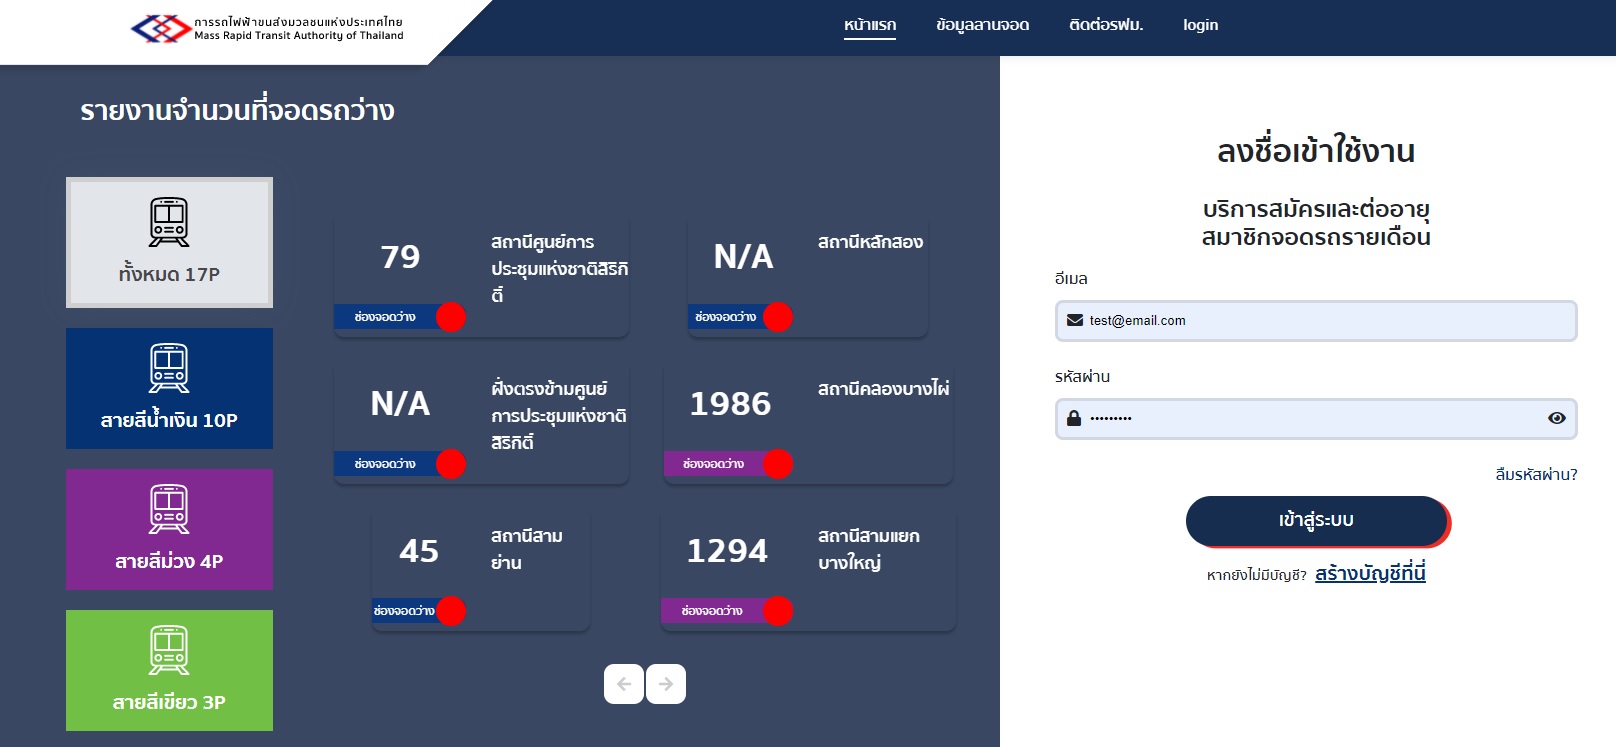 การรถไฟฟ้าขนส่งมวลชนแห่งประเทศไทย
Mass Rapid Transit Authority of Thailand
หน้าแรก
ข้อมูลลานจอด
ติดต่อรฟม.
login
รายงานจำนวนที่จอดรถว่าง
ทั้งหมด 17P
สายสีน้ำเงิน 10P
สายสีม่วง 4P
สายสีเขียว 3P
79
ช่องจอดว่าง
สถานีศูนย์การ
ประชุมแห่งชาติสิริกิ
ติ์
N/A
ช่องจอดว่าง
สถานีหลักสอง
N/A
ช่องจอดว่าง
ฝั่งตรงข้ามศูนย์
การประชุมแห่งชาติ
สิริกิติ์
1986
ช่องจอดว่าง
สถานีคลองบางไผ่
45
ช่องจอดว่าง
สถานีสาม
ย่าน
1294
ช่องจอดว่าง
สถานีสามแยก
บางใหญ่
ลงชื่อเข้าใช้งาน
บริการสมัครและต่ออายุ
สมาชิกจอดรถรายเดือน
อีเมล
test@email.com
รหัสผ่าน
•••••••••
ลืมรหัสผ่าน?
เข้าสู่ระบบ
หากยังไม่มีบัญชี? สร้างบัญชีที่นี่